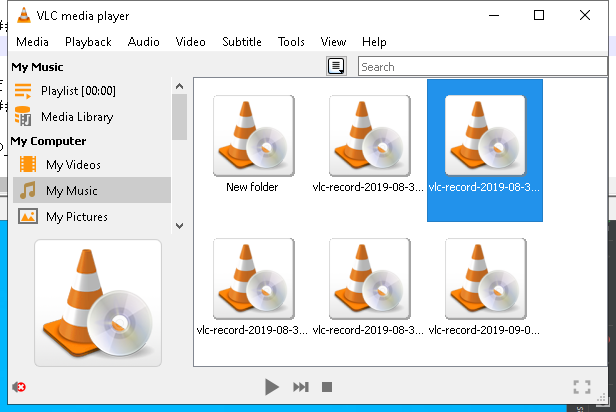 VLC media player
Media Playback Audio Video Subtitle Tools View Help
My Music
Search
Playlist [00:00]
Media Library
My Computer
My Videos
My Music
My Pictures
New folder
vlc-record-2019-08-3...
vlc-record-2019-08-3...
vlc-record-2019-08-3...
vlc-record-2019-08-3...
vlc-record-2019-09-0...